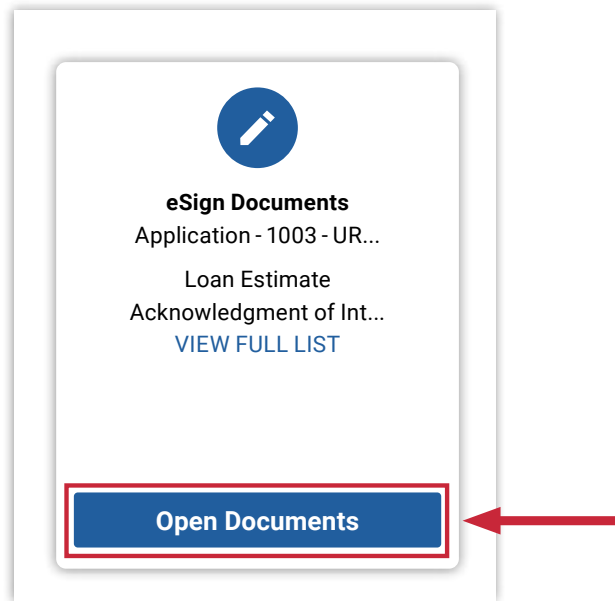 eSign Documents
Application - 1003 - UR...
Loan Estimate
Acknowledgment of Int...
VIEW FULL LIST
Open Documents